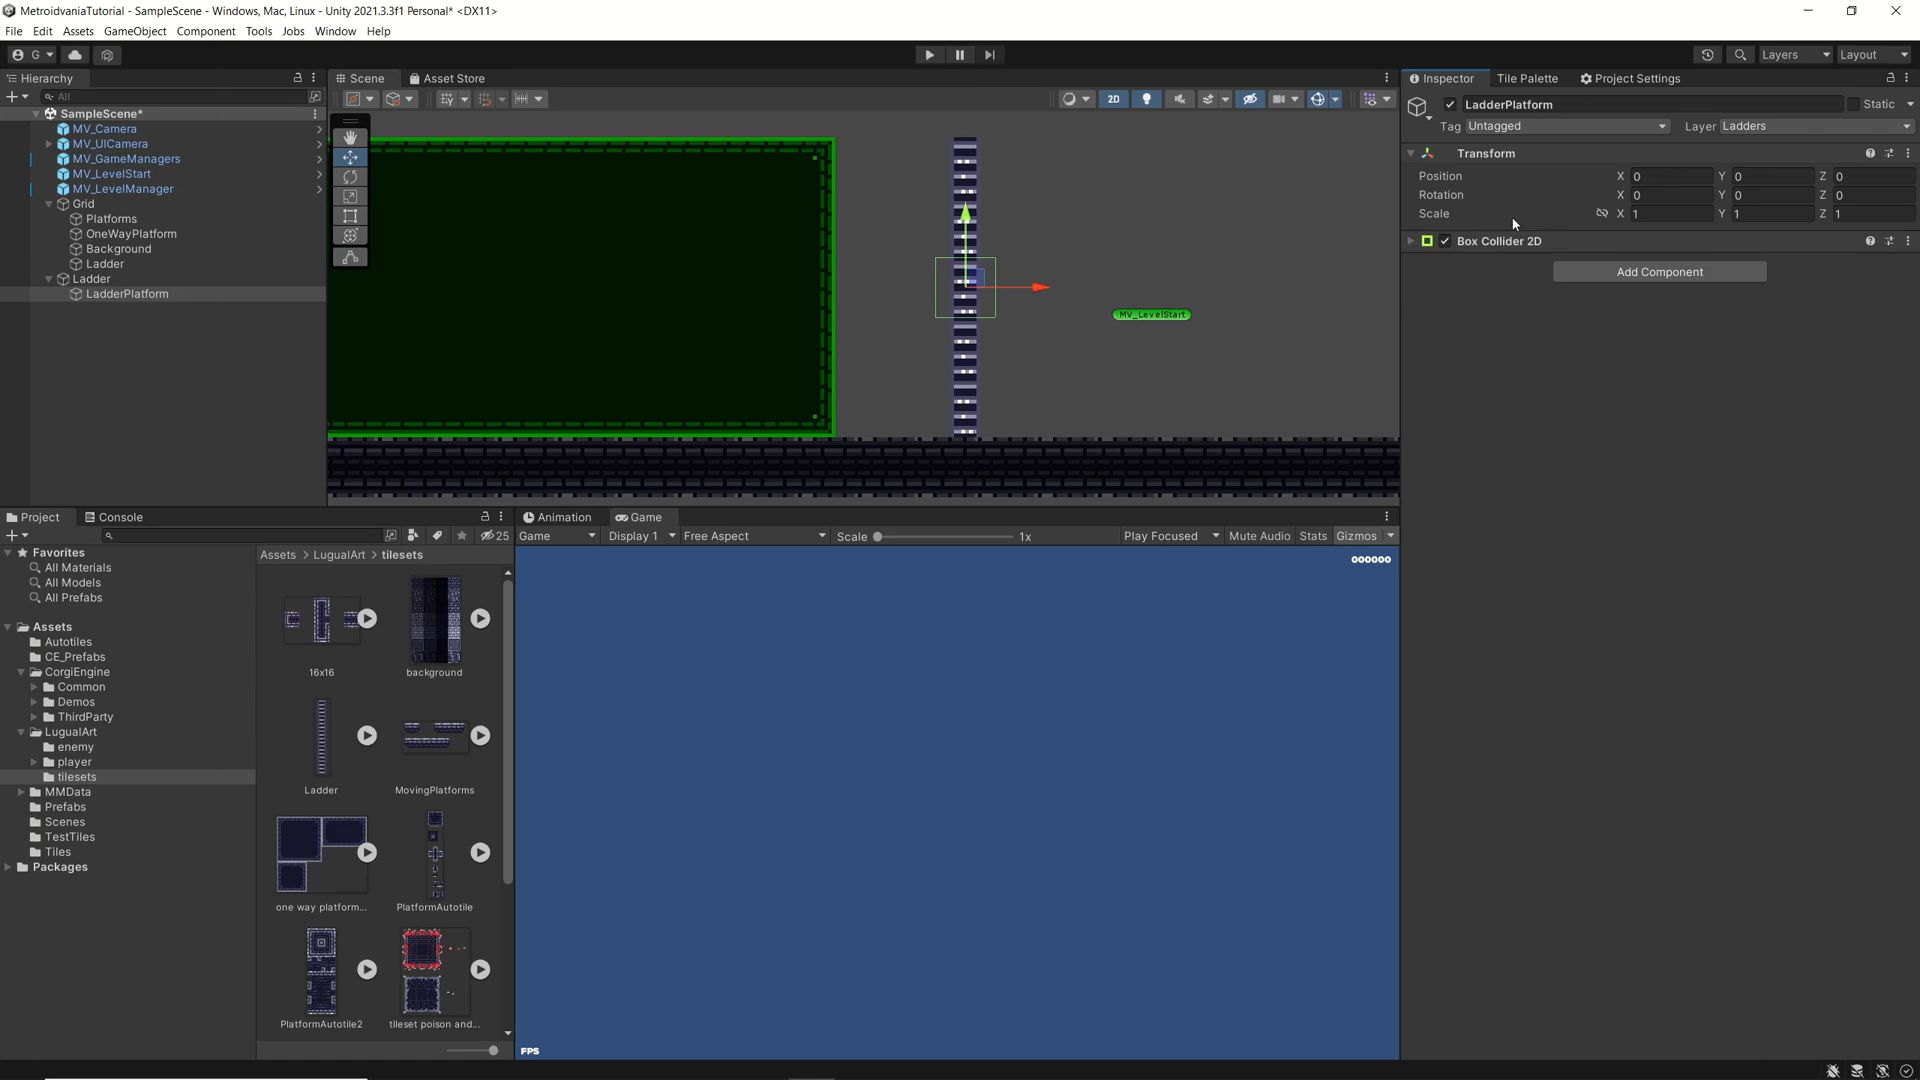 MetroidvaniaTutorial - SampleScene - Windows, Mac, Linux - Unity 2021.3.3f1 Personal* <DX11>
File Edit Assets GameObject Component Tools Jobs Window Help
G Layers Layout
Hierarchy
All
SampleScene*
MV_Camera
MV_UICamera
MV_GameManagers
MV_LevelStart
MV_LevelManager
Grid
Platforms
OneWayPlatform
Background
Ladder
Ladder
LadderPlatform
Scene Asset Store
2D
MV_LevelStart
Inspector Tile Palette Project Settings
LadderPlatform Static
Tag Untagged Layer Ladders
Transform
Position X 0 Y 0 Z 0
Rotation X 0 Y 0 Z 0
Scale X 1 Y 1 Z 1
Box Collider 2D
Add Component
Project Console
25
Favorites
All Materials
All Models
All Prefabs
Assets
Autotiles
CE_Prefabs
CorgiEngine
Common
Demos
ThirdParty
LugualArt
enemy
player
tilesets
MMData
Prefabs
Scenes
TestTiles
Tiles
Packages
Assets > LugualArt > tilesets
16x16
background
Ladder
MovingPlatforms
one way platform...
PlatformAutotile
PlatformAutotile2
tileset poison and...
Animation Game
Game Display 1 Free Aspect Scale 1x Play Focused Mute Audio Stats Gizmos
000000
FPS